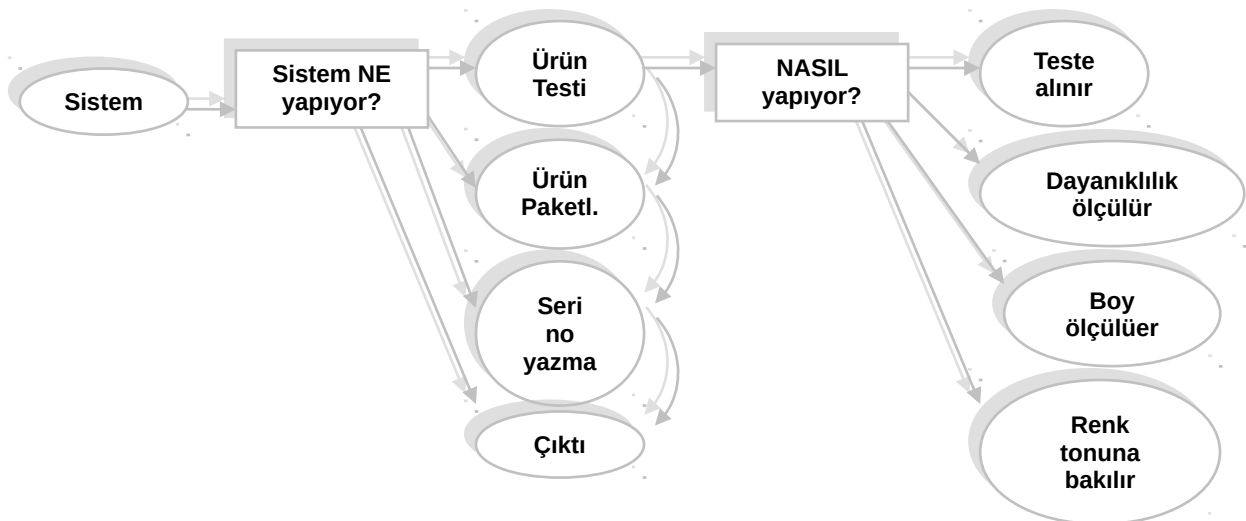 Sistem
Sistem NE
yapıyor?
Ürün
Testi
Ürün
Paketl.
Seri
no
yazma
Çıktı
NASIL
yapıyor?
Teste
alınır
Dayanıklılık
ölçülür
Boy
ölçülüer
Renk
tonuna
bakılır